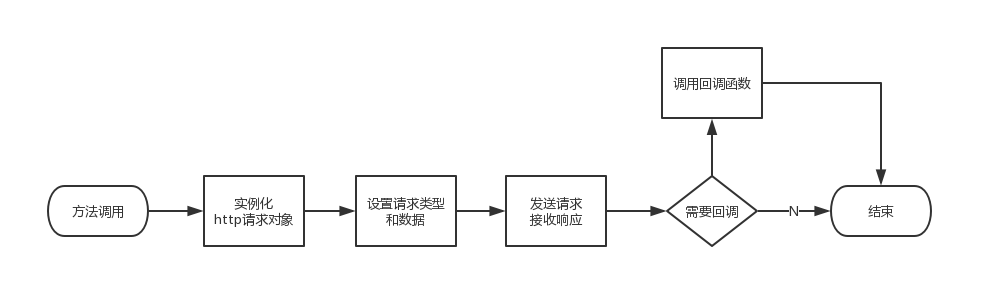 调用回调函数
方法调用
实例化
http请求对象
设置请求类型
和数据
发送请求
接收响应
需要回调
N
结束